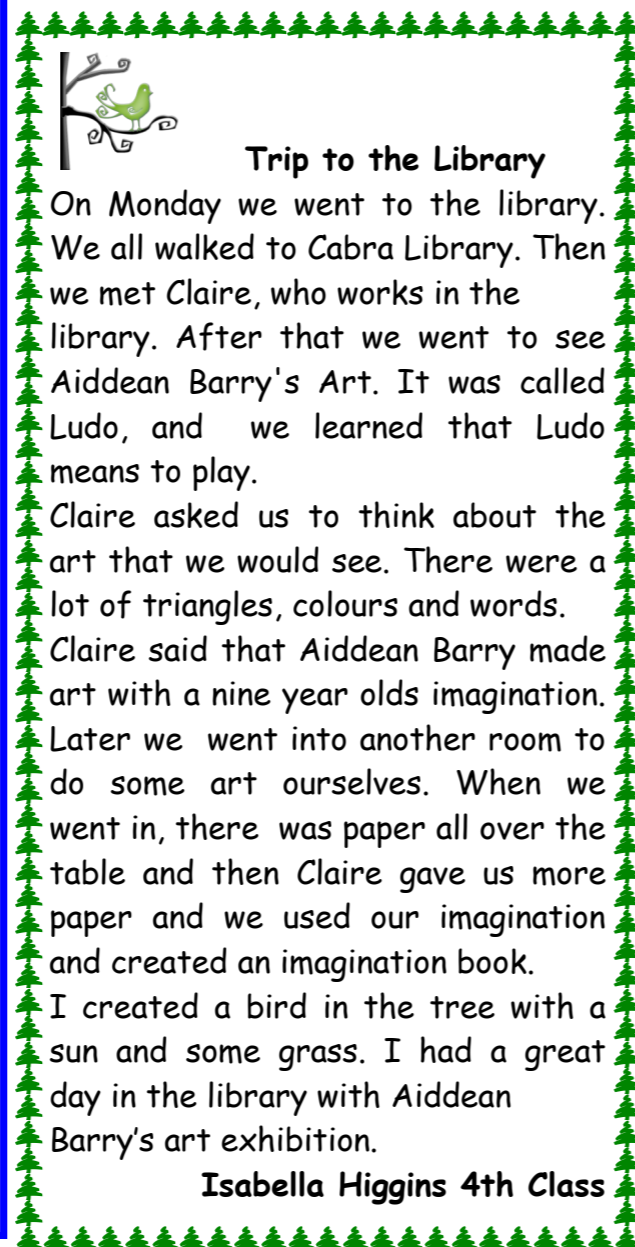 Trip to the Library
On Monday we went to the library.
We all walked to Cabra Library. Then
we met Claire, who works in the
library. After that we went to see
Aiddean Barry's Art. It was called
Ludo, and we learned that Ludo
means to play.
Claire asked us to think about the
art that we would see. There were a
lot of triangles, colours and words.
Claire said that Aiddean Barry made
art with a nine year olds imagination.
Later we went into another room to
do some art ourselves. When we
went in, there was paper all over the
table and then Claire gave us more
paper and we used our imagination
and created an imagination book.
I created a bird in the tree with a
sun and some grass. I had a great
day in the library with Aiddean
Barry’s art exhibition.
Isabella Higgins 4th Class